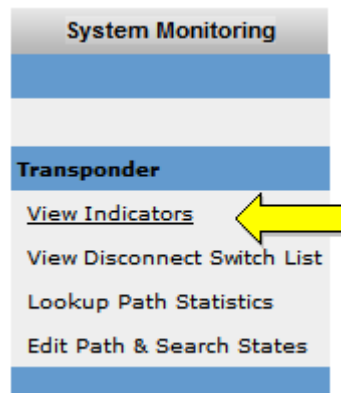 System Monitoring
Transponder
View Indicators
View Disconnect Switch List
Lookup Path Statistics
Edit Path & Search States